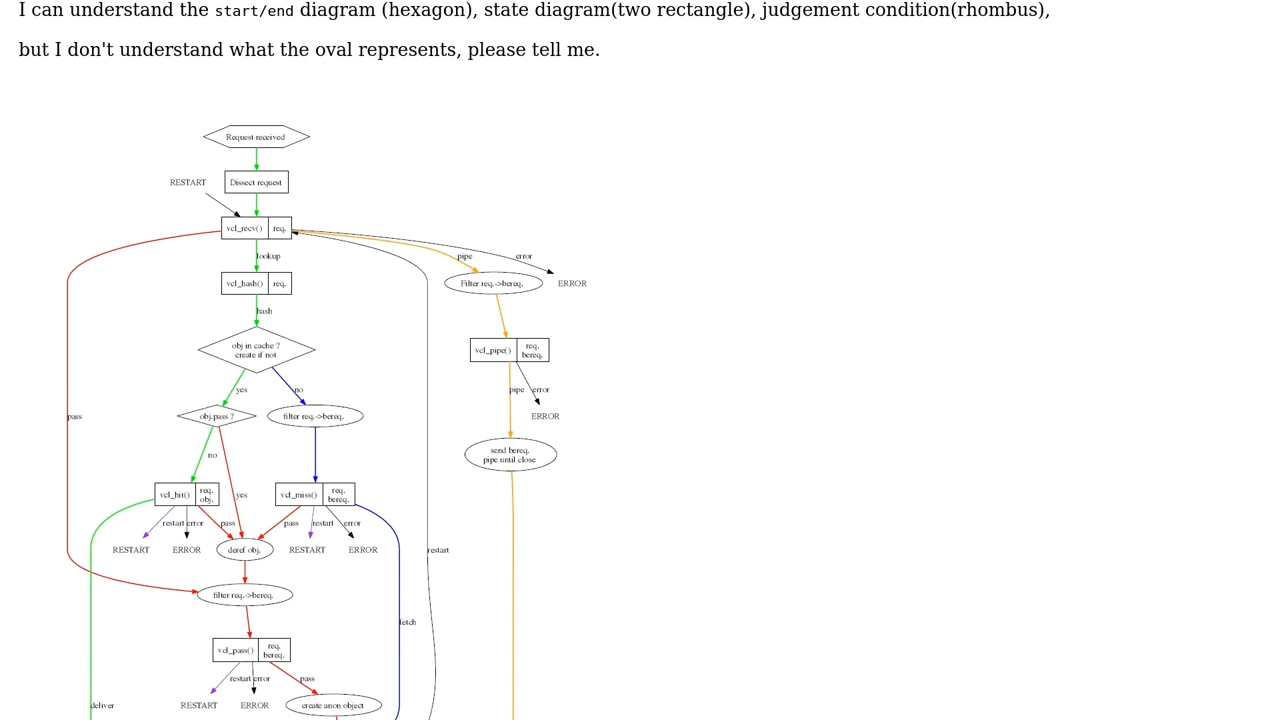 I can understand the start/end diagram (hexagon), state diagram(two rectangle), judgement condition(rhombus),
but I don't understand what the oval represents, please tell me.
Request received
RESTART
Dissect request
vcl_recv() req.
lookup
pipe
error
vcl_hash() req.
Filter req.->bereq.
ERROR
hash
obj in cache ?
create if not
vcl_pipe()
req.
bereq.
yes
no
pipe
error
pass
obj.pass ?
filter req.->bereq.
ERROR
no
send bereq.
pipe until close
vcl_hit()
req.
obj.
yes
vcl_miss()
req.
bereq.
restart
error
pass
pass
restart
error
RESTART
ERROR
deref obj.
RESTART
ERROR
restart
filter req.->bereq.
fetch
vcl_pass()
req.
bereq.
restart
error
pass
deliver
RESTART
ERROR
create anon object